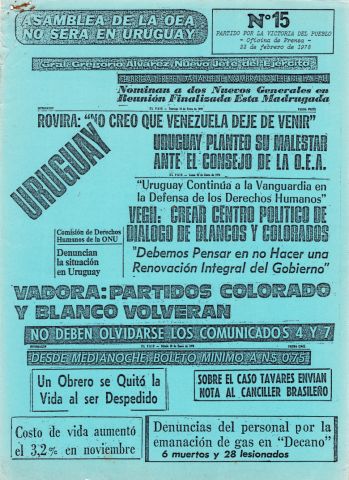 ASAMBLEA DE LA OEA
NO SERA EN URUGUAY
Nº 15
PARTIDO POR LA VICTORIA DEL PUEBLO
- Oficina de Prensa -
23 de febrero de 1978
Gral. Gregorio Alvarez Nuevo Jefe del Ejército
Nominan a dos Nuevos Generales en
Reunión Finalizada Esta Madrugada
ROVIRA: "NO CREO QUE VENEZUELA DEJE DE VENIR"
URUGUAY
URUGUAY PLANTEO SU MALESTAR
ANTE EL CONSEJO DE LA O.E.A.
"Uruguay Continúa a la Vanguardia en
la Defensa de los Derechos Humanos"
VEGH: CREAR CENTRO POLITICO DE
DIALOGO DE BLANCOS Y COLORADOS
Comisión de Derechos
Humanos de la ONU
Denuncian
la situación
en Uruguay
"Debemos Pensar en no Hacer una
Renovación Integral del Gobierno"
VADORA: PARTIDOS COLORADO
Y BLANCO VOLVERAN
NO DEBEN OLVIDARSE LOS COMUNICADOS 4 Y 7
DESDE MEDIANOCHE: BOLETO MINIMO A N$ 0.75
Un Obrero se Quitó la
Vida al ser Despedido
SOBRE EL CASO TAVARES ENVIAN
NOTA AL CANCILLER BRASILEÑO
Costo de vida aumentó
el 3,2% en noviembre
Denuncias del personal por la
emanación de gas en "Decano"
6 muertos y 28 lesionados